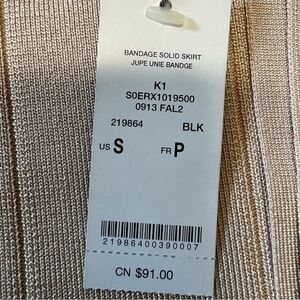 BANDAGE SOLID SKIRT
JUPE UNIE BANDGE
K1
S0ERX1019500
0913 FAL2
219864 BLK
US S FR P
21986400390007
CN $91.00